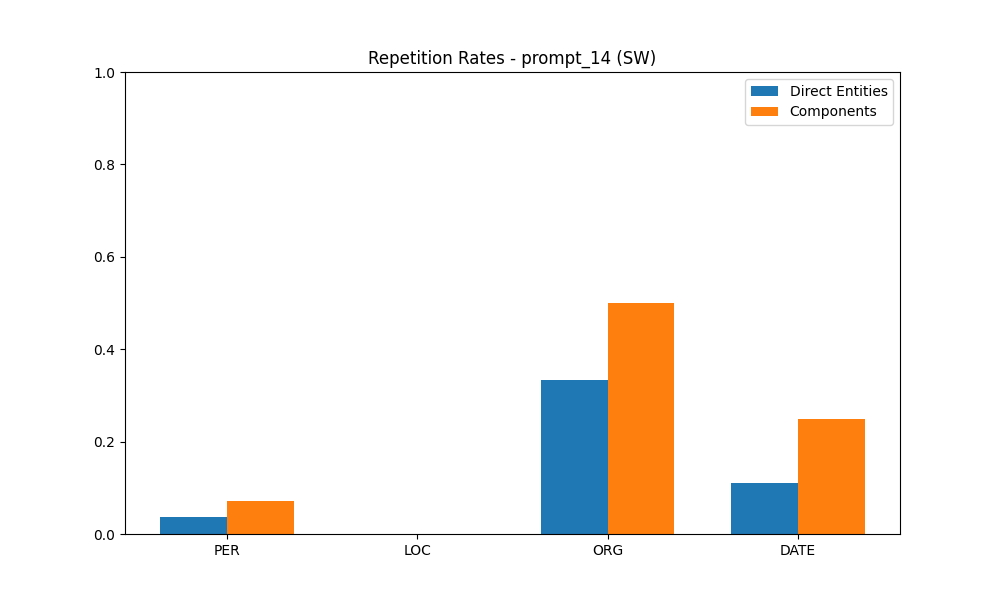 Repetition Rates - prompt_14 (SW)
1.0
Direct Entities
Components
0.8
0.6
0.4
0.2
0.0
PER
LOC
ORG
DATE